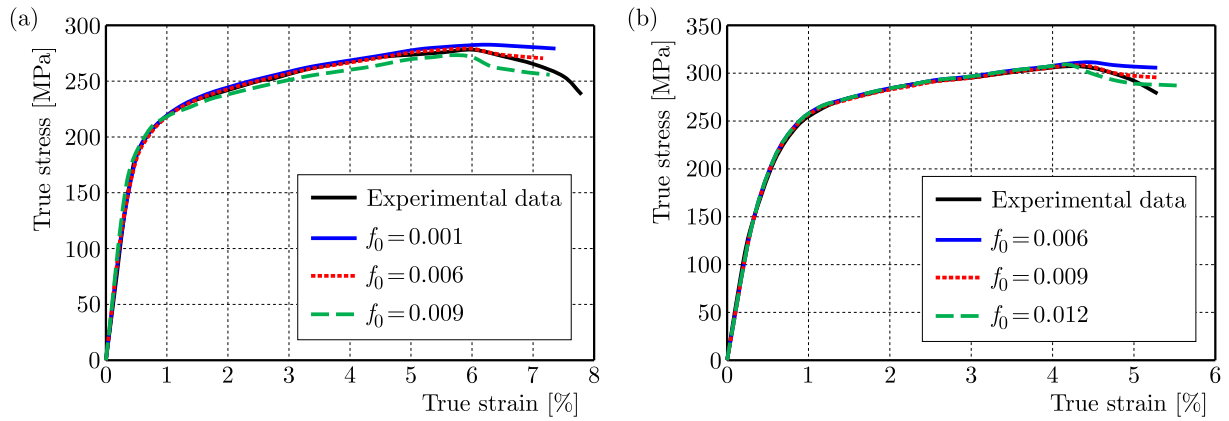 (a)
True stress [MPa]
300
250
200
150
100
50
0
0 1 2 3 4 5 6 7 8
True strain [%]
Experimental data
f0=0.001
f0=0.006
f0=0.009
(b)
True stress [MPa]
350
300
250
200
150
100
50
0
0 1 2 3 4 5 6
True strain [%]
Experimental data
f0=0.006
f0=0.009
f0=0.012